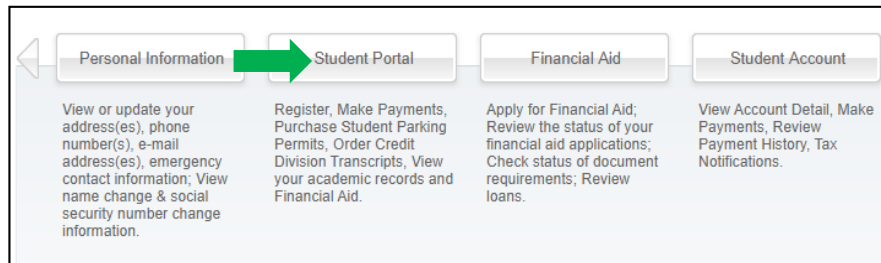 Personal Information
Student Portal
Financial Aid
Student Account
View or update your
address(es), phone
number(s), e-mail
address(es), emergency
contact information; View
name change & social
security number change
information.
Register, Make Payments,
Purchase Student Parking
Permits, Order Credit
Division Transcripts, View
your academic records and
Financial Aid.
Apply for Financial Aid;
Review the status of your
financial aid applications;
Check status of document
requirements; Review
loans.
View Account Detail, Make
Payments, Review
Payment History, Tax
Notifications.